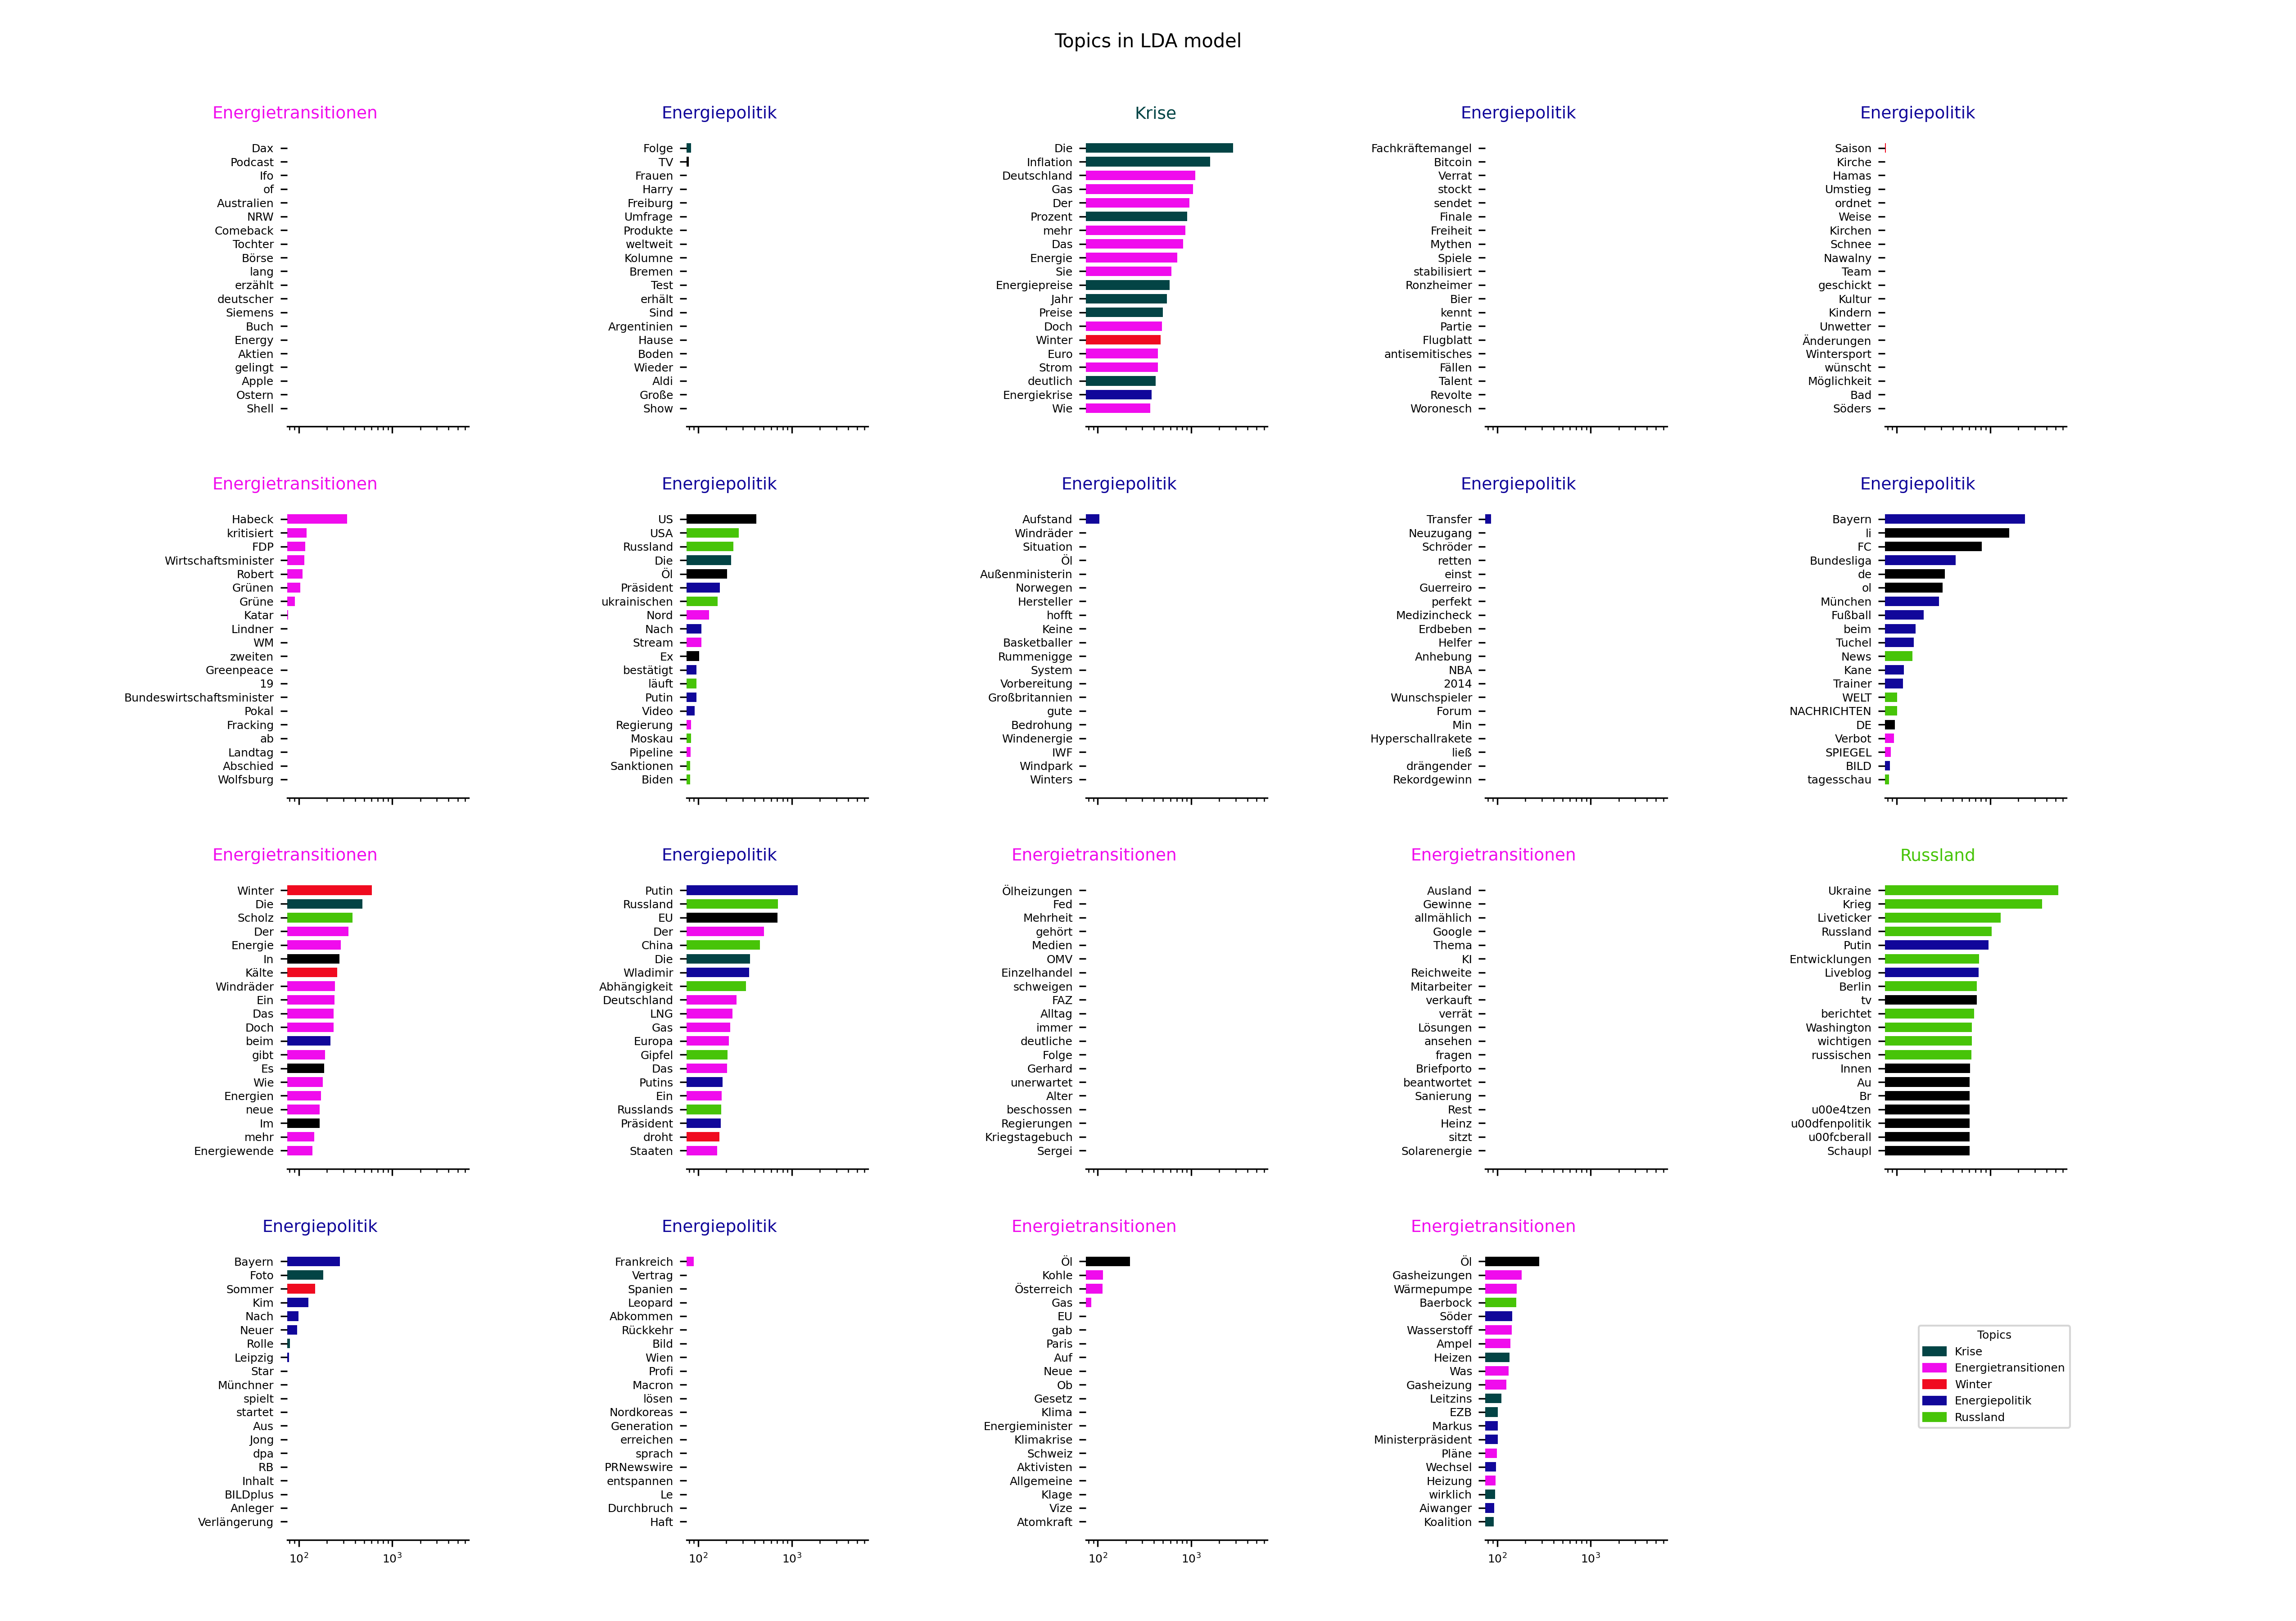 Topics in LDA model
Energietransitionen
Dax
Podcast
Ifo
of
Australien
NRW
Comeback
Tochter
Börse
lang
erzählt
deutscher
Siemens
Buch
Energy
Aktien
gelingt
Apple
Ostern
Shell
Energiepolitik
Folge
TV
Frauen
Harry
Freiburg
Umfrage
Produkte
weltweit
Kolumne
Bremen
Test
erhält
Sind
Argentinien
Hause
Boden
Wieder
Aldi
Große
Show
Krise
Die
Inflation
Deutschland
Gas
Der
Prozent
mehr
Das
Energie
Sie
Energiepreise
Jahr
Preise
Doch
Winter
Euro
Strom
deutlich
Energiekrise
Wie
Energiepolitik
Fachkräftemangel
Bitcoin
Verrat
stockt
sendet
Finale
Freiheit
Mythen
Spiele
stabilisiert
Ronzheimer
Bier
kennt
Partie
Flugblatt
antisemitisches
Fällen
Talent
Revolte
Woronesch
Energiepolitik
Saison
Kirche
Hamas
Umstieg
ordnet
Weise
Kirchen
Schnee
Nawalny
Team
geschickt
Kultur
Kindern
Unwetter
Änderungen
Wintersport
wünscht
Möglichkeit
Bad
Söders
Energietransitionen
Habeck
kritisiert
FDP
Wirtschaftsminister
Robert
Grünen
Grüne
Katar
Lindner
WM
zweiten
Greenpeace
19
Bundeswirtschaftsminister
Pokal
Fracking
ab
Landtag
Abschied
Wolfsburg
Energiepolitik
US
USA
Russland
Die
Öl
Präsident
ukrainischen
Nord
Nach
Stream
Ex
bestätigt
läuft
Putin
Video
Regierung
Moskau
Pipeline
Sanktionen
Biden
Energiepolitik
Aufstand
Windräder
Situation
Öl
Außenministerin
Norwegen
Hersteller
hofft
Keine
Basketballer
Rummenigge
System
Vorbereitung
Großbritannien
gute
Bedrohung
Windenergie
IWF
Windpark
Winters
Energiepolitik
Transfer
Neuzugang
Schröder
retten
einst
Guerreiro
perfekt
Medizincheck
Erdbeben
Helfer
Anhebung
NBA
2014
Wunschspieler
Forum
Min
Hyperschallrakete
ließ
drängender
Rekordgewinn
Energiepolitik
Bayern
li
FC
Bundesliga
de
ol
München
Fußball
beim
Tuchel
News
Kane
Trainer
WELT
NACHRICHTEN
DE
Verbot
SPIEGEL
BILD
tagesschau
Energietransitionen
Winter
Die
Scholz
Der
Energie
In
Kälte
Windräder
Ein
Das
Doch
beim
gibt
Es
Wie
Energien
neue
Im
mehr
Energiewende
Energiepolitik
Putin
Russland
EU
Der
China
Die
Wladimir
Abhängigkeit
Deutschland
LNG
Gas
Europa
Gipfel
Das
Putins
Ein
Russlands
Präsident
droht
Staaten
Energietransitionen
Ölheizungen
Fed
Mehrheit
gehört
Medien
OMV
Einzelhandel
schweigen
FAZ
Alltag
immer
deutliche
Folge
Gerhard
unerwartet
Alter
beschossen
Regierungen
Kriegstagebuch
Sergei
Energietransitionen
Ausland
Gewinne
allmählich
Google
Thema
KI
Reichweite
Mitarbeiter
verkauft
verrät
Lösungen
ansehen
fragen
Briefporto
beantwortet
Sanierung
Rest
Heinz
sitzt
Solarenergie
Russland
Ukraine
Krieg
Liveticker
Russland
Putin
Entwicklungen
Liveblog
Berlin
tv
berichtet
Washington
wichtigen
russischen
Innen
Au
Br
u00e4tzen
u00dfenpolitik
u00fcberall
Schaupl
Energiepolitik
Bayern
Foto
Sommer
Kim
Nach
Neuer
Rolle
Leipzig
Star
Münchner
spielt
startet
Aus
Jong
dpa
RB
Inhalt
BILDplus
Anleger
Verlängerung
10² 10³
Energiepolitik
Frankreich
Vertrag
Spanien
Leopard
Abkommen
Rückkehr
Bild
Wien
Profi
Macron
lösen
Nordkoreas
Generation
erreichen
sprach
PRNewswire
entspannen
Le
Durchbruch
Haft
10² 10³
Energietransitionen
Öl
Kohle
Österreich
Gas
EU
gab
Paris
Auf
Neue
Ob
Gesetz
Klima
Energieminister
Klimakrise
Schweiz
Aktivisten
Allgemeine
Klage
Vize
Atomkraft
10² 10³
Energietransitionen
Öl
Gasheizungen
Wärmepumpe
Baerbock
Söder
Wasserstoff
Ampel
Heizen
Was
Gasheizung
Leitzins
EZB
Markus
Ministerpräsident
Pläne
Wechsel
Heizung
wirklich
Aiwanger
Koalition
10² 10³
Topics
Krise
Energietransitionen
Winter
Energiepolitik
Russland